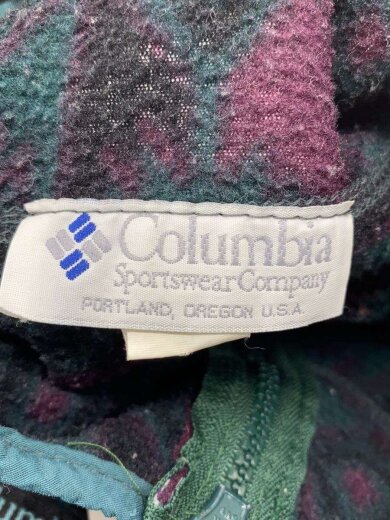 Columbia
Sportswear Company
PORTLAND, OREGON U.S.A.